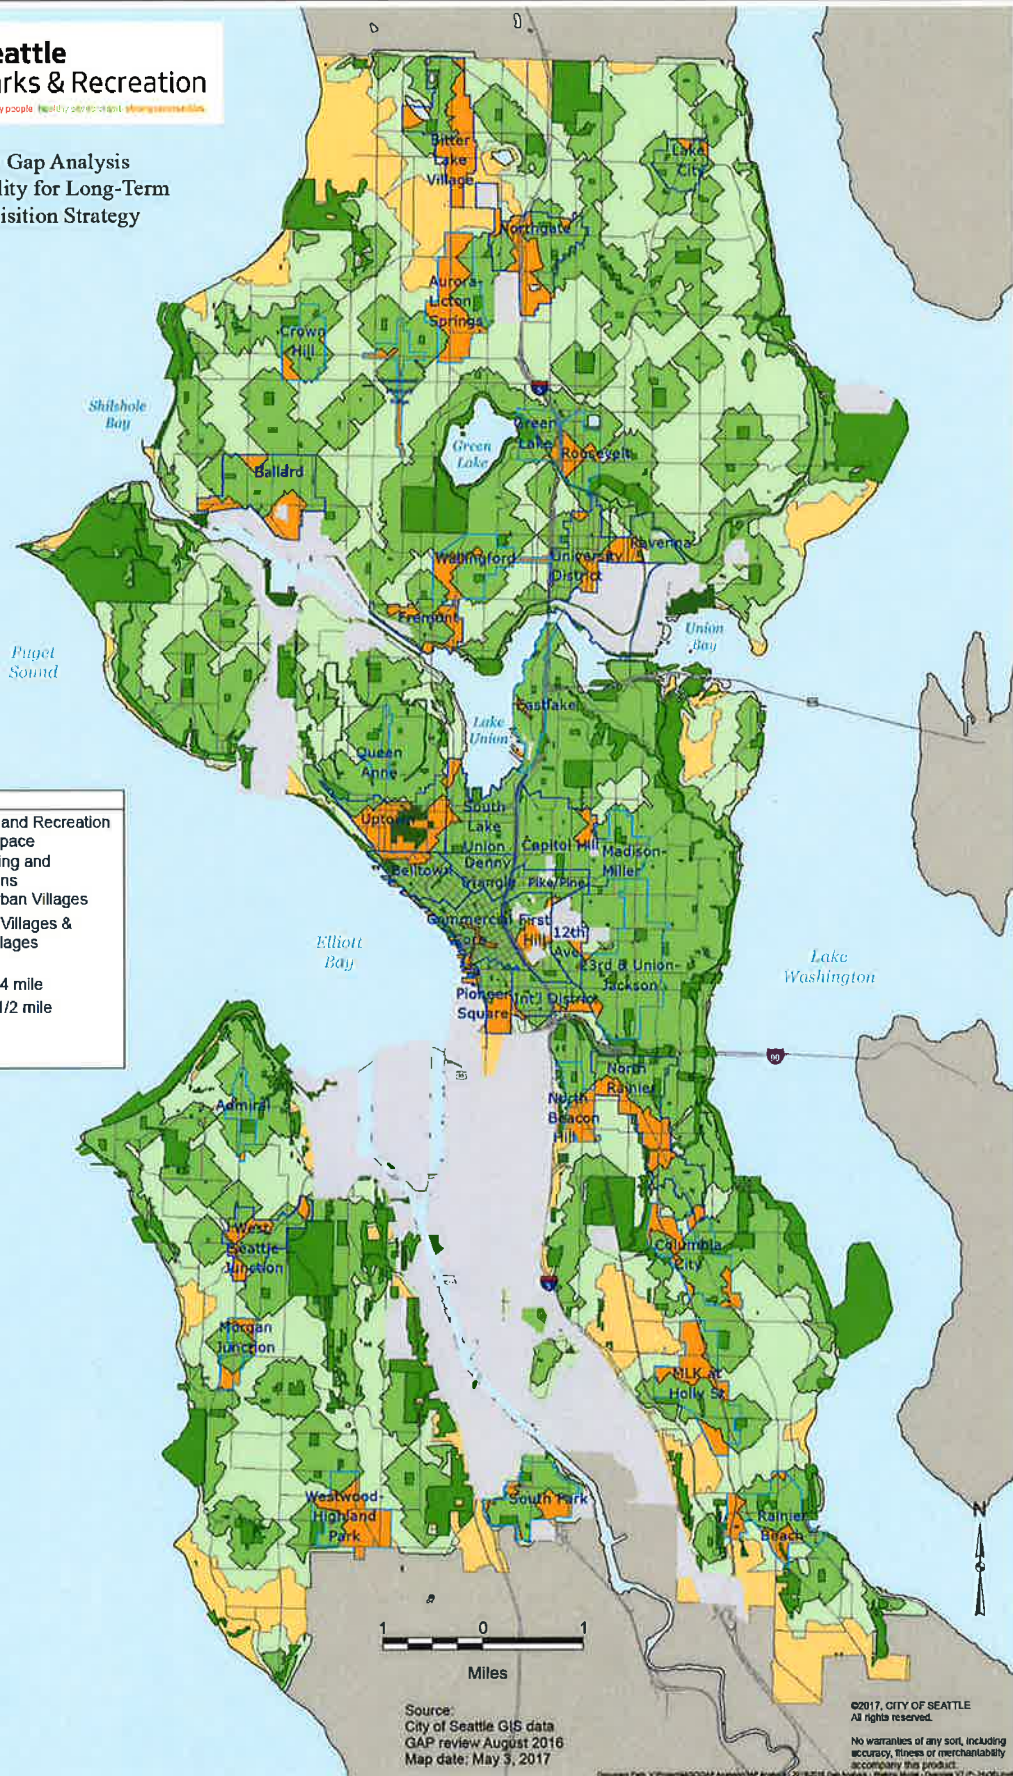 eattle
rks & Recreation
y people healthy environment strong communities
Gap Analysis
lity for Long-Term
isition Strategy
Bitter
Lake
Village
Lake
City
Northgate
Aurora-
Licton
Springs
Crown
Hill
5
Shilshole
Bay
Green
Lake
Green
Lake
Roosevelt
Ballard
Wallingford
University
District
Ravenna
Fremont
Union
Bay
Puget
Sound
Eastlake
Lake
Union
Queen
Anne
and Recreation
pace
ing and
ns
ban Villages
Villages &
lages
4 mile
1/2 mile
Uptown
South
Lake
Union
Capitol Hill
Madison-
Miller
Denny
Triangle
Belltown
Pike/Pine
Commercial
Core
First
Hill
12th
Ave
Elliott
Bay
Lake
Washington
23rd & Union-
Jackson
Pioneer
Square
Int'l District
90
North
Rainier
North
Beacon
Hill
Admiral
West
Seattle
Junction
Columbia
City
5
Morgan
Junction
MLK at
Holly St
Westwood-
Highland
Park
South Park
Rainier
Beach
N
1 0 1
Miles
Source:
City of Seattle GIS data
GAP review August 2016
Map date: May 3, 2017
©2017, CITY OF SEATTLE
All rights reserved.
No warranties of any sort, including
accuracy, fitness or merchantability
accompany this product.